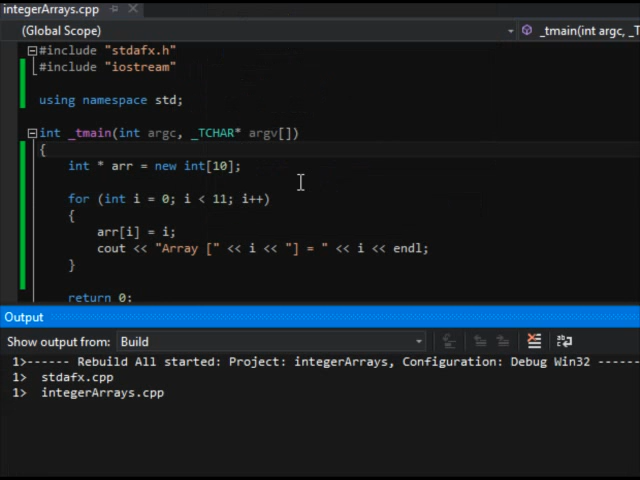 integerArrays.cpp
(Global Scope)
_tmain(int argc, _T
#include "stdafx.h"
#include "iostream"
using namespace std;
int _tmain(int argc, _TCHAR* argv[])
{
int * arr = new int[10];
for (int i = 0; i < 11; i++)
{
arr[i] = i;
cout << "Array [" << i << "] = " << i << endl;
}
return 0;
Output
Show output from: Build
1>------ Rebuild All started: Project: integerArrays, Configuration: Debug Win32 ------
1>  stdafx.cpp
1>  integerArrays.cpp